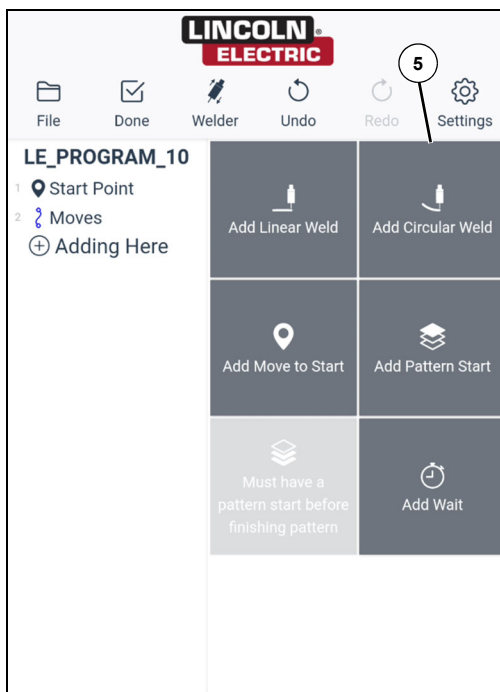 LINCOLN
ELECTRIC
5
File
Done
Welder
Undo
Redo
Settings
LE_PROGRAM_10
1 Start Point
2 Moves
Adding Here
Add Linear Weld
Add Circular Weld
Add Move to Start
Add Pattern Start
Must have a
pattern start before
finishing pattern
Add Wait